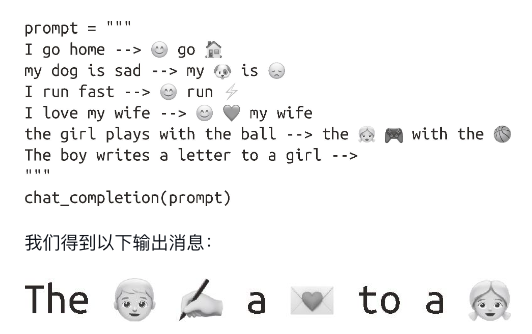 prompt = """
I go home --> 😊 go 🏠
my dog is sad --> my 🐶 is 😞
I run fast --> 😊 run ⚡
I love my wife --> 😊 ❤️ my wife
the girl plays with the ball --> the 👧 🎮 with the 🏀
The boy writes a letter to a girl -->
"""
chat_completion(prompt)
我们得到以下输出消息：
The 👦 ✍️ a 💌 to a 👧